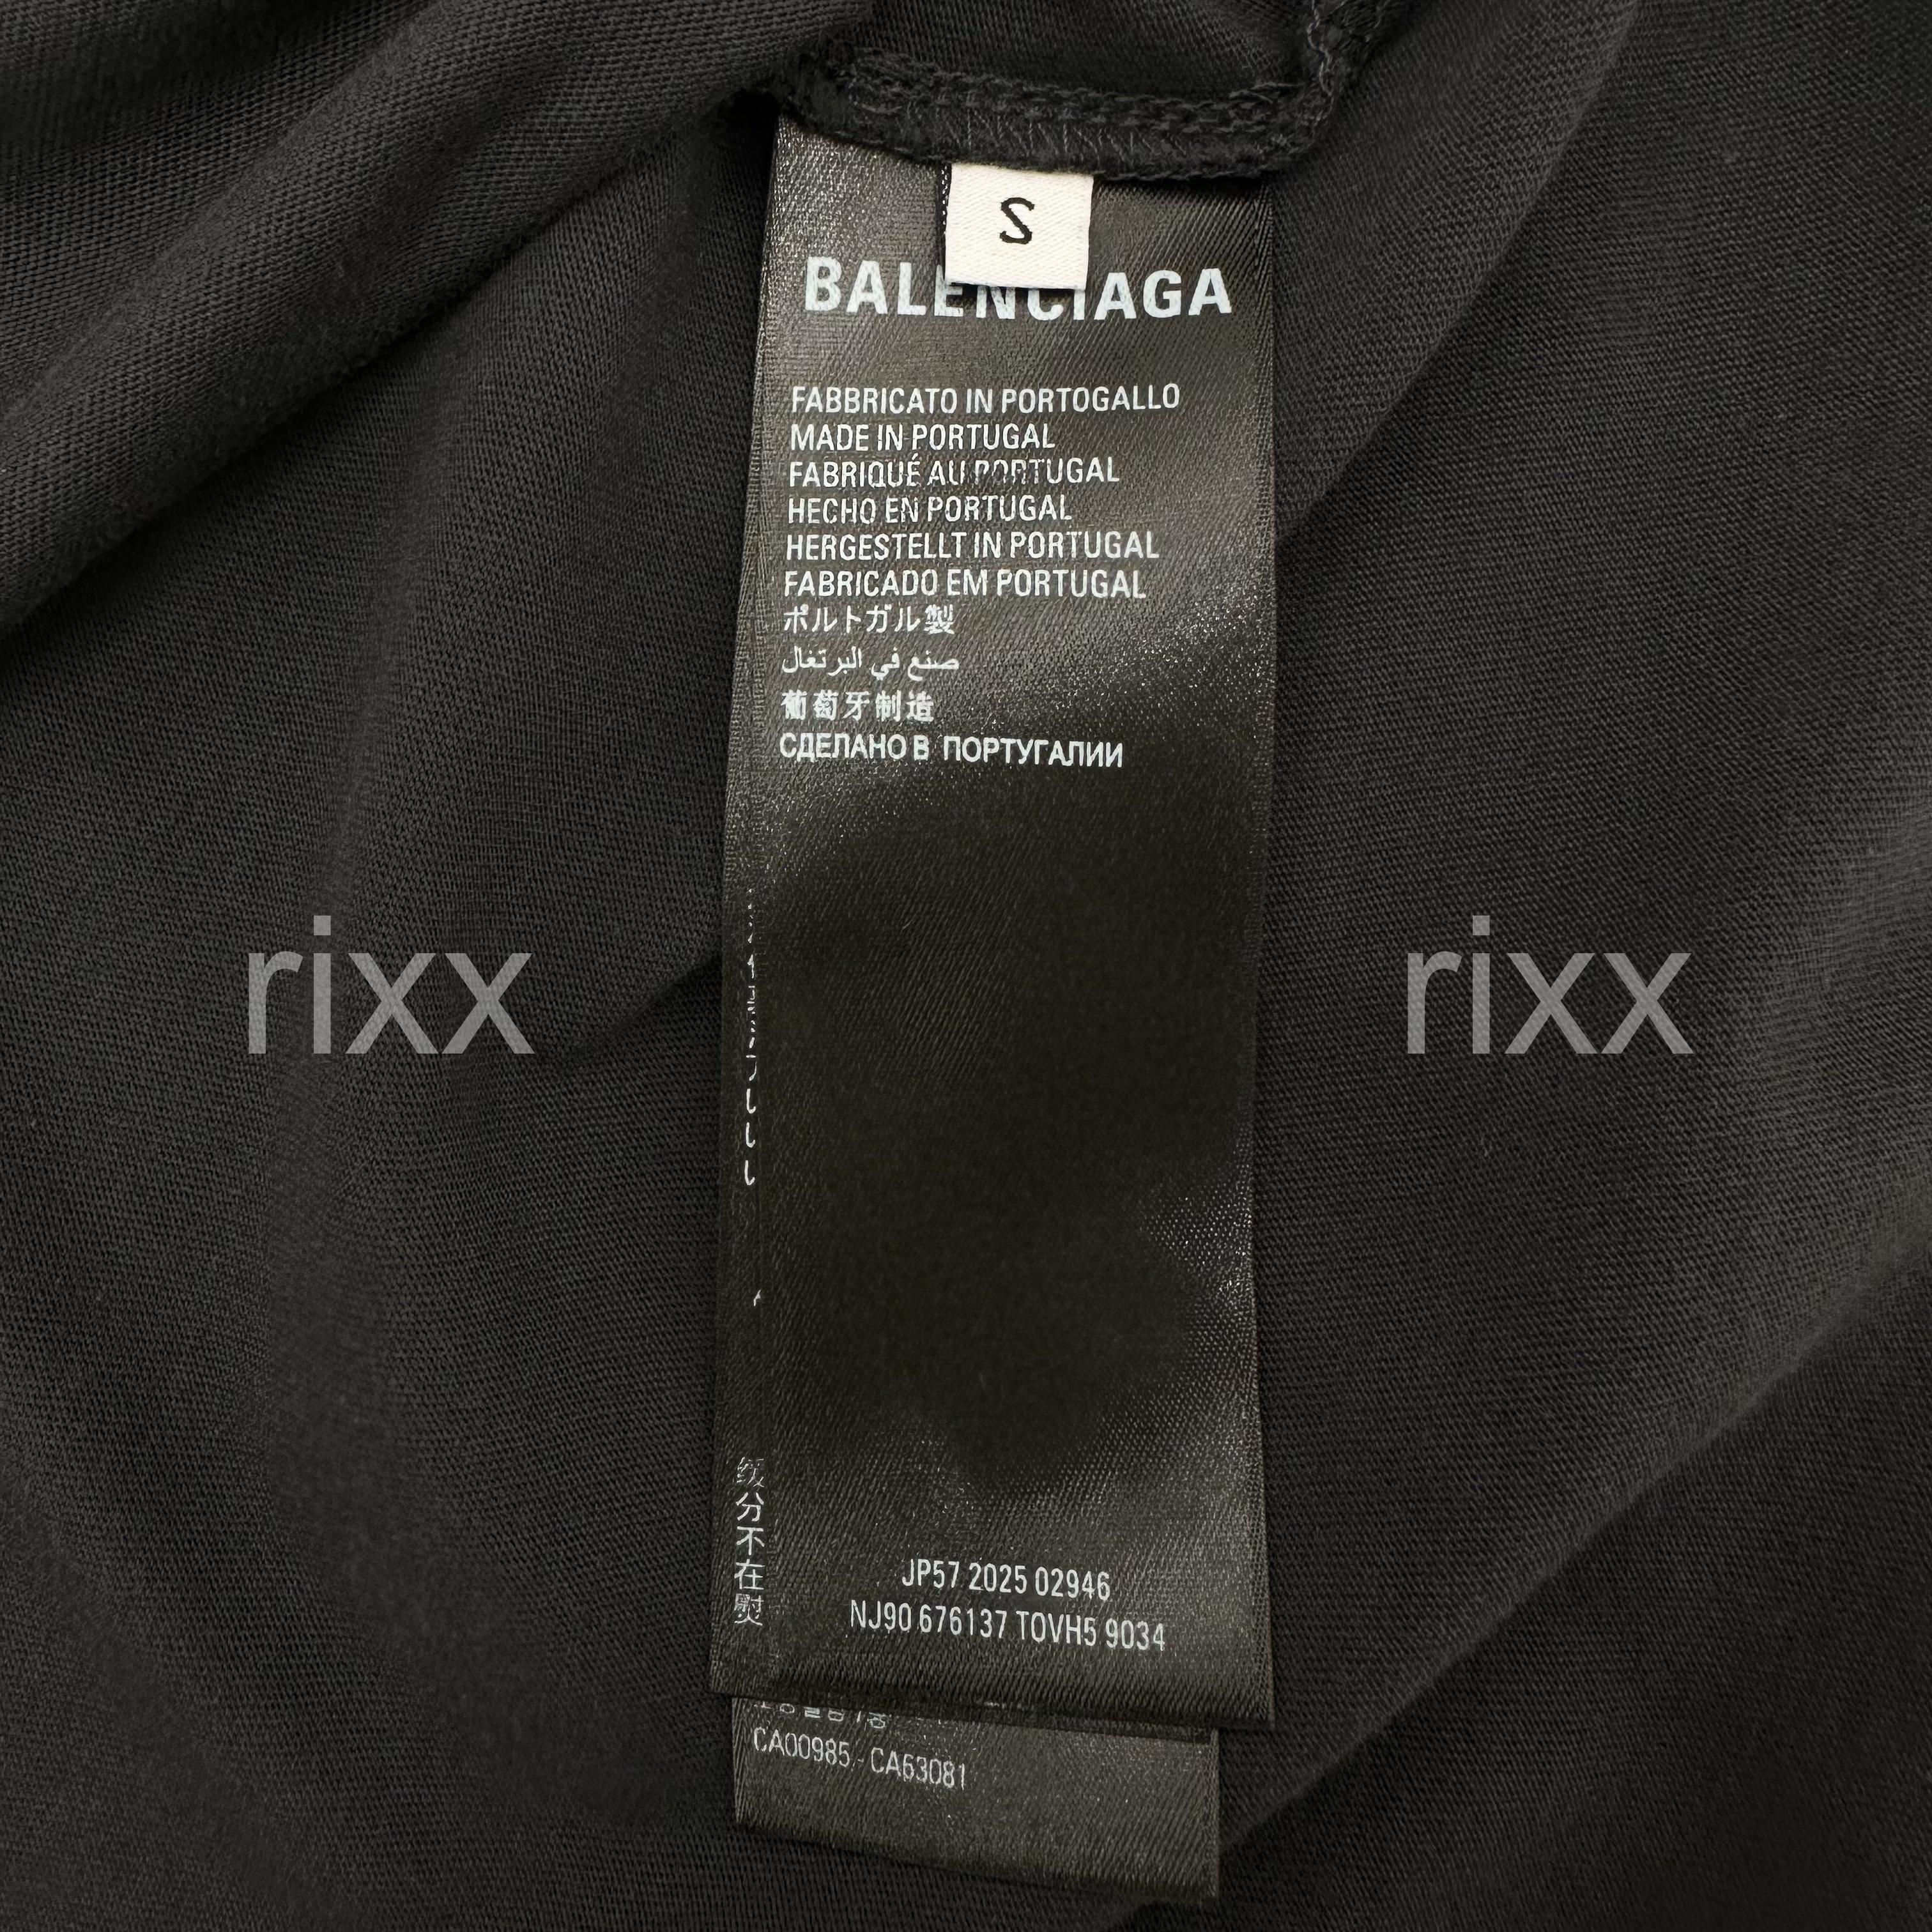 S
BALENCIAGA
FABBRICATO IN PORTOGALLO
MADE IN PORTUGAL
FABRIQUÉ AU PORTUGAL
HECHO EN PORTUGAL
HERGESTELLT IN PORTUGAL
FABRICADO EM PORTUGAL
ポルトガル製
صنع في البرتغال
葡萄牙制造
СДЕЛАНО В ПОРТУГАЛИИ
rixx
rixx
分
不
在
熨
JP57 2025 02946
NJ90 676137 TOVH5 9034
CA00985 - CA63081